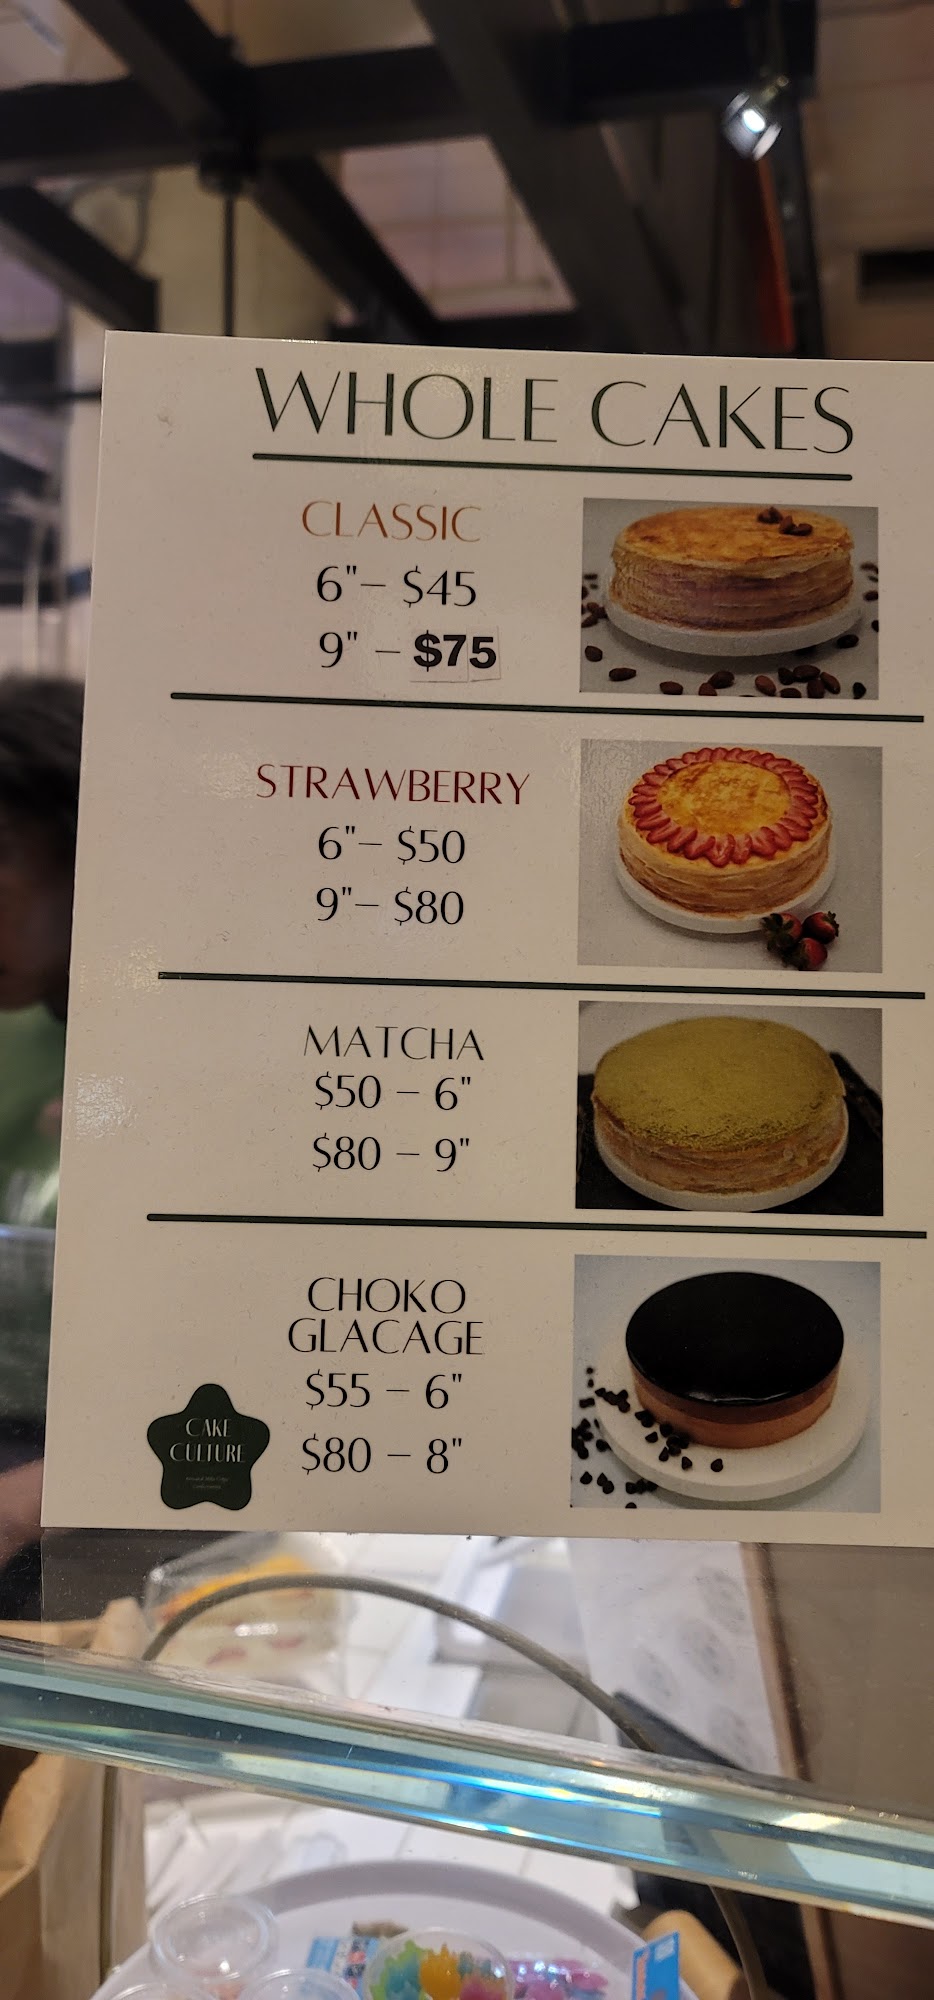 WHOLE CAKES
CLASSIC
6"– $45
9" – $75
STRAWBERRY
6"– $50
9"– $80
MATCHA
$50 – 6"
$80 – 9"
CHOKO
GLACAGE
$55 – 6"
$80 – 8"
CAKE
CULTURE